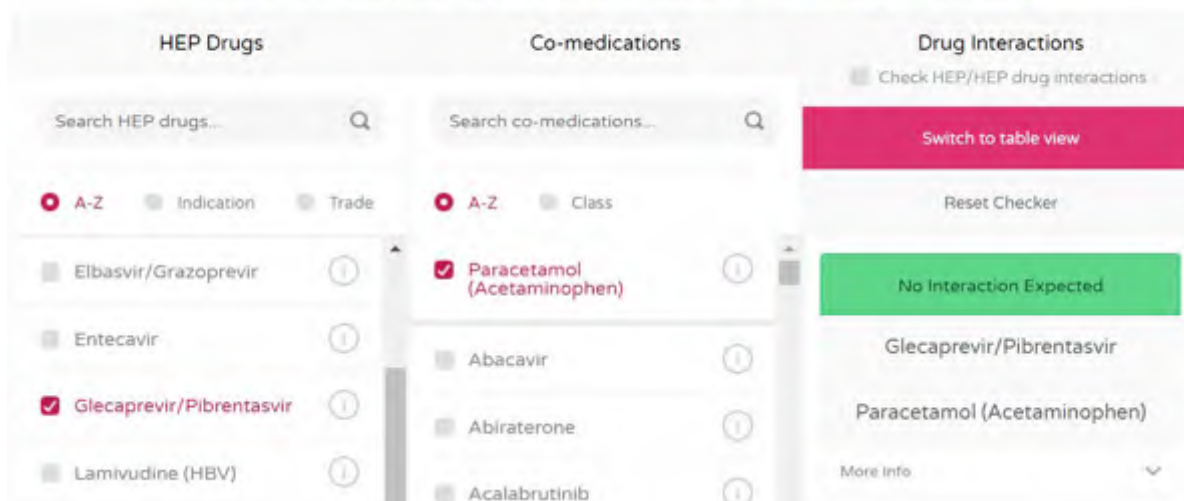 HEP Drugs
Search HEP drugs...
A-Z Indication Trade
Elbasvir/Grazoprevir
Entecavir
Glecaprevir/Pibrentasvir
Lamivudine (HBV)
Co-medications
Search co-medications...
A-Z Class
Paracetamol
(Acetaminophen)
Abacavir
Abiraterone
Acalabrutinib
Drug Interactions
Check HEP/HEP drug interactions
Switch to table view
Reset Checker
No Interaction Expected
Glecaprevir/Pibrentasvir
Paracetamol (Acetaminophen)
More Info